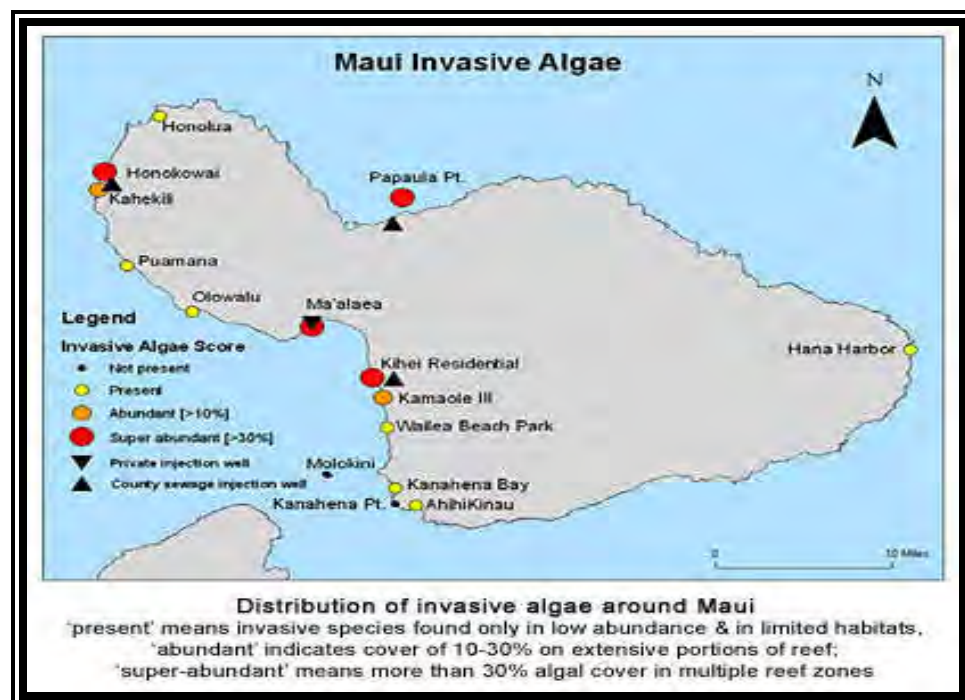 Maui Invasive Algae
N
Honolua
Honokowai
Kahekili
Papaula Pt.
Puamana
Olowalu
Ma'alaea
Legend
Invasive Algae Score
Not present
Present
Abundant [>10%]
Super abundant [>30%]
Private injection well
County sewage injection well
Kihei Residential
Kamaole III
Wailea Beach Park
Hana Harbor
Molokini
Kanahena Bay
Kanahena Pt.
AhihiKinau
0
10 Miles
Distribution of invasive algae around Maui
'present' means invasive species found only in low abundance & in limited habitats,
'abundant' indicates cover of 10-30% on extensive portions of reef;
'super-abundant' means more than 30% algal cover in multiple reef zones